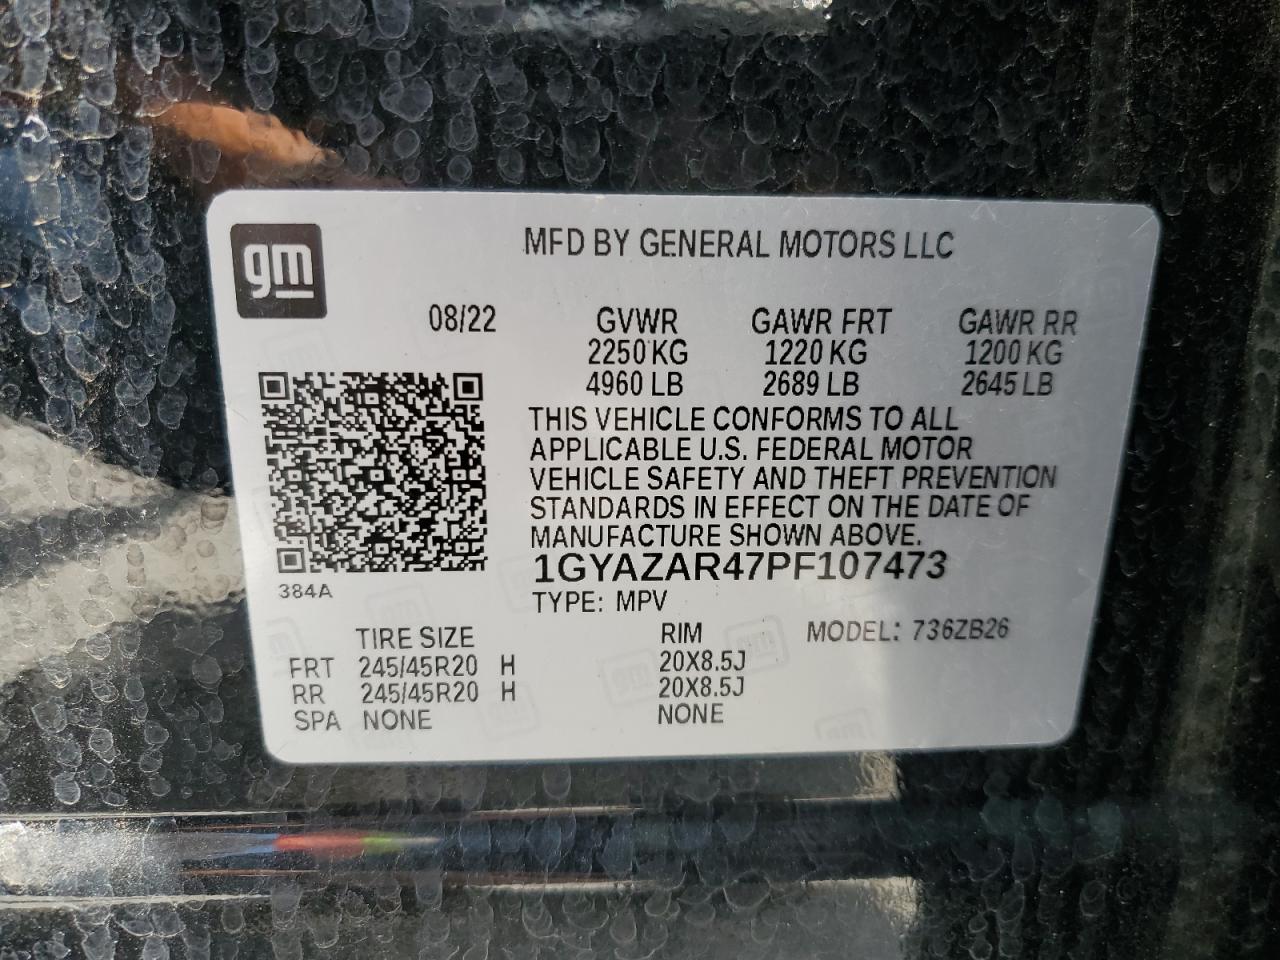 gm
MFD BY GENERAL MOTORS LLC
08/22 GVWR GAWR FRT GAWR RR
2250 KG 1220 KG 1200 KG
4960 LB 2689 LB 2645 LB
THIS VEHICLE CONFORMS TO ALL
APPLICABLE U.S. FEDERAL MOTOR
VEHICLE SAFETY AND THEFT PREVENTION
STANDARDS IN EFFECT ON THE DATE OF
MANUFACTURE SHOWN ABOVE.
1GYAZAR47PF107473
384A
TYPE: MPV
TIRE SIZE RIM MODEL: 736ZB26
FRT 245/45R20 H 20X8.5J
RR 245/45R20 H 20X8.5J
SPA NONE NONE